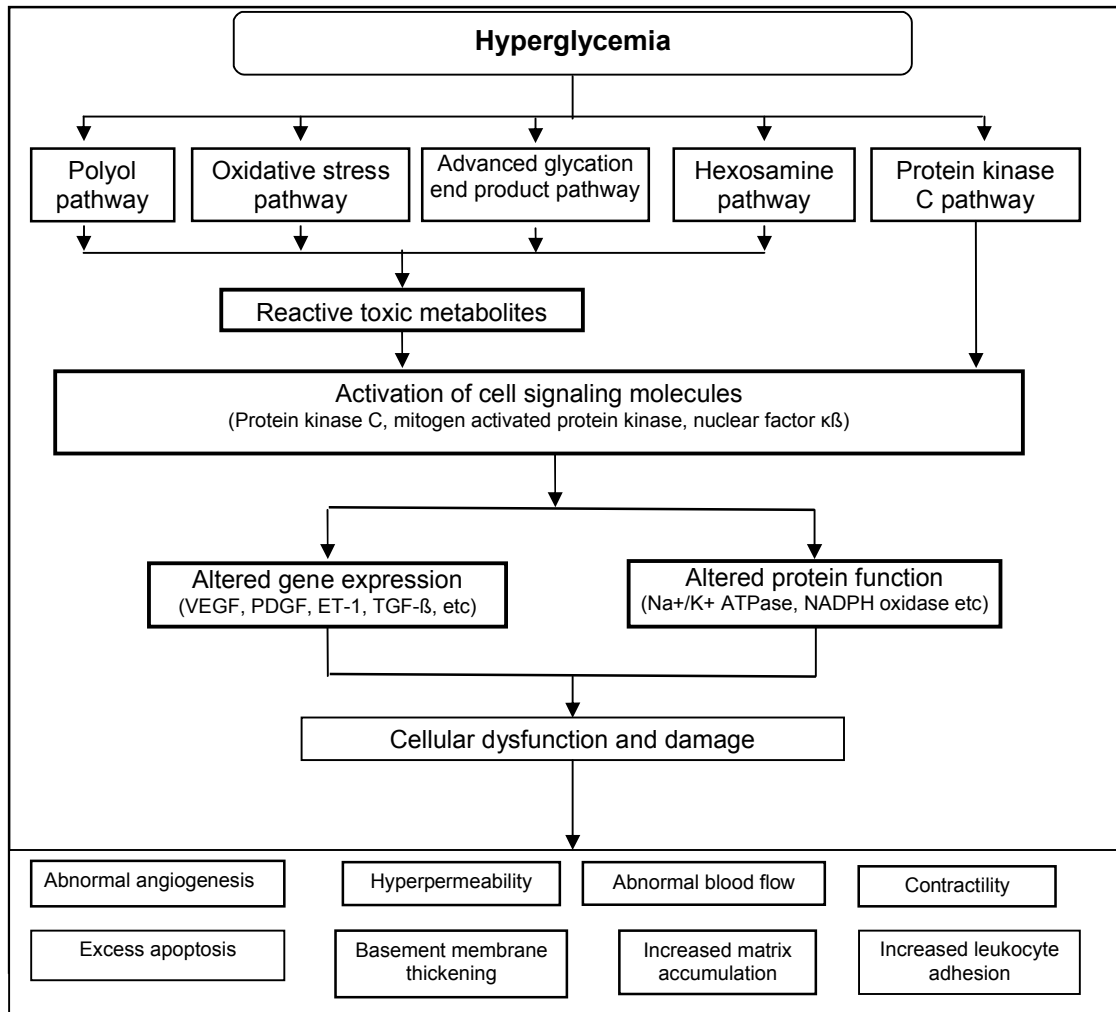 Hyperglycemia
Polyol
pathway
Oxidative stress
pathway
Advanced glycation
end product pathway
Hexosamine
pathway
Protein kinase
C pathway
Reactive toxic metabolites
Activation of cell signaling molecules
(Protein kinase C, mitogen activated protein kinase, nuclear factor κß)
Altered gene expression
(VEGF, PDGF, ET-1, TGF-ß, etc)
Altered protein function
(Na+/K+ ATPase, NADPH oxidase etc)
Cellular dysfunction and damage
Abnormal angiogenesis
Hyperpermeability
Abnormal blood flow
Contractility
Excess apoptosis
Basement membrane
thickening
Increased matrix
accumulation
Increased leukocyte
adhesion